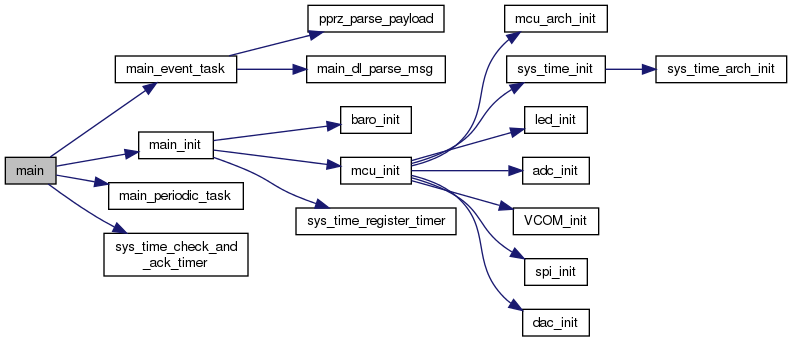 main
main_event_task
main_init
main_periodic_task
sys_time_check_and
_ack_timer
pprz_parse_payload
main_dl_parse_msg
baro_init
mcu_init
sys_time_register_timer
mcu_arch_init
sys_time_init
led_init
adc_init
VCOM_init
spi_init
dac_init
sys_time_arch_init